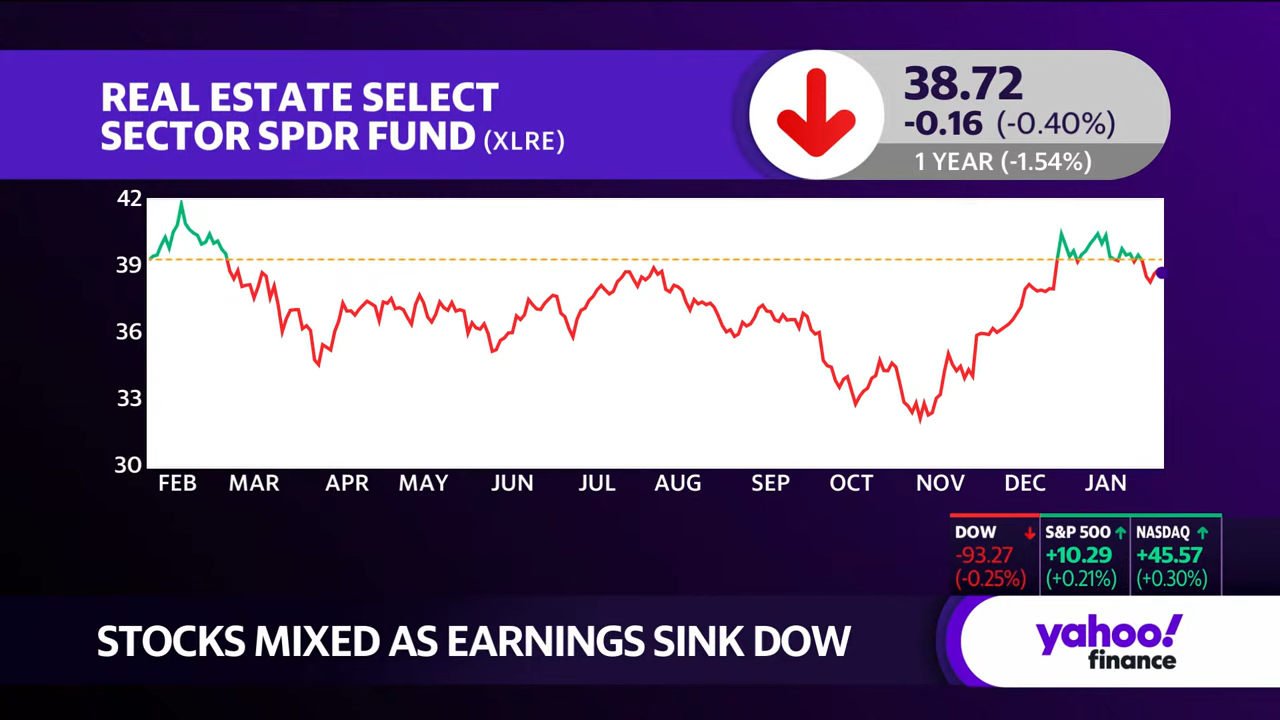 REAL ESTATE SELECT
SECTOR SPDR FUND (XLRE)
38.72
-0.16 (-0.40%)
1 YEAR (-1.54%)
42
39
36
33
30
FEB MAR APR MAY JUN JUL AUG SEP OCT NOV DEC JAN
DOW
-93.27
(-0.25%)
S&P 500
+10.29
(+0.21%)
NASDAQ
+45.57
(+0.30%)
STOCKS MIXED AS EARNINGS SINK DOW
yahoo!
finance